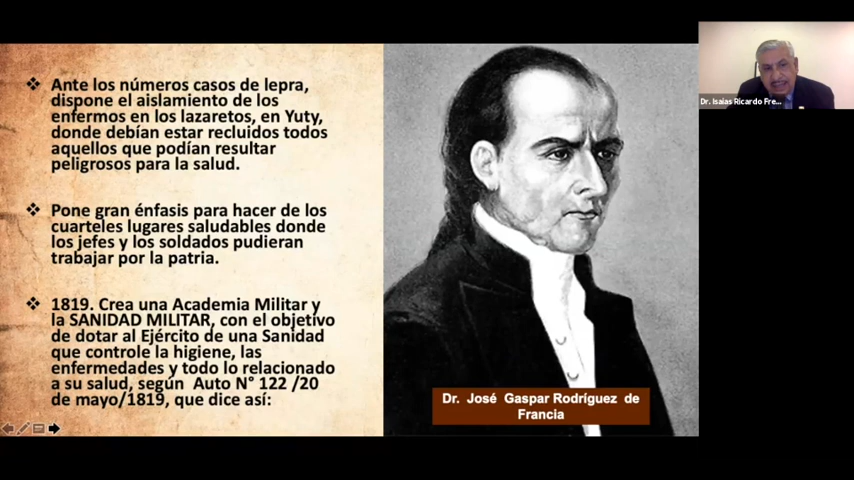 Ante los números casos de lepra,
dispone el aislamiento de los
enfermos en los lazaretos, en Yuty,
donde debían estar recluidos todos
aquellos que podían resultar
peligrosos para la salud.
Pone gran énfasis para hacer de los
cuarteles lugares saludables donde
los jefes y los soldados pudieran
trabajar por la patria.
1819. Crea una Academia Militar y
la SANIDAD MILITAR, con el objetivo
de dotar al Ejército de una Sanidad
que controle la higiene, las
enfermedades y todo lo relacionado
a su salud, según Auto N° 122 /20
de mayo/1819, que dice así:
Dr. José Gaspar Rodríguez de
Francia
Dr. Isaias Ricardo Fre...